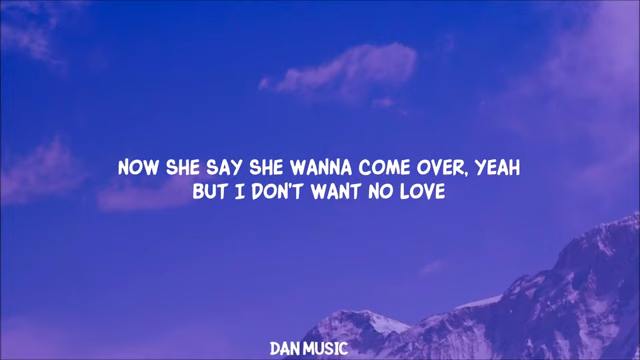 NOW SHE SAY SHE WANNA COME OVER, YEAH
BUT I DON'T WANT NO LOVE
DAN MUSIC